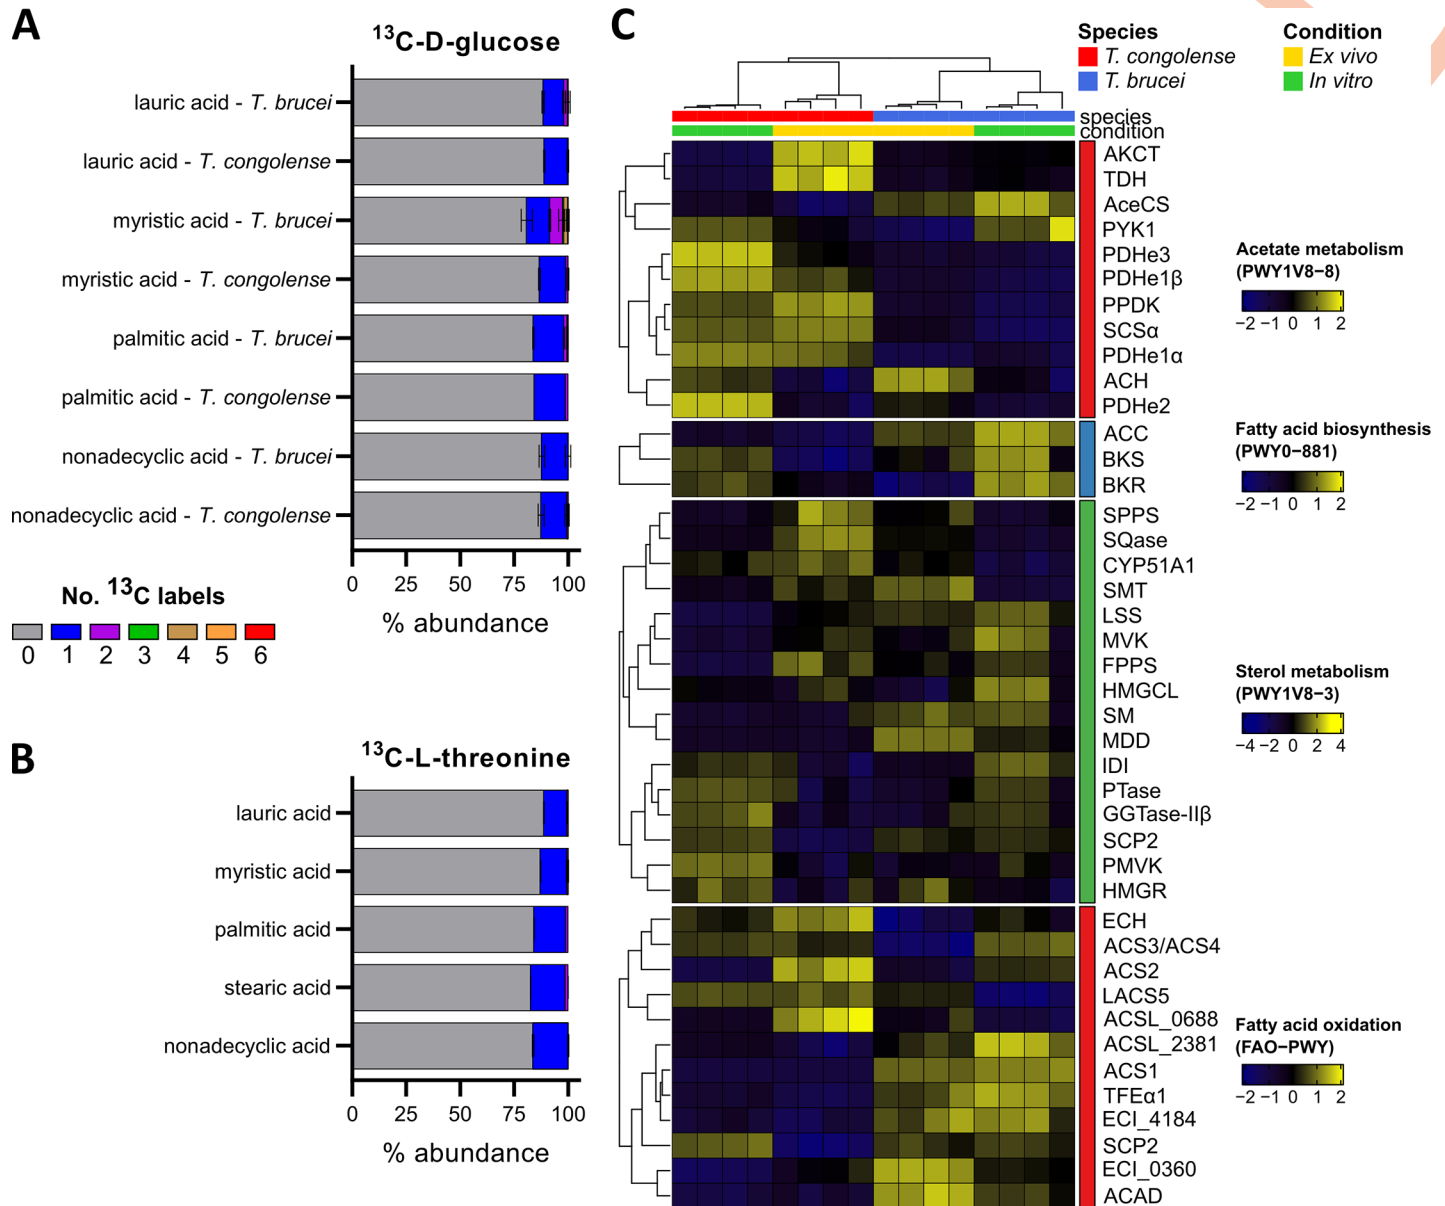 A
13C-D-glucose
lauric acid - T. brucei
lauric acid - T. congolense
myristic acid - T. brucei
myristic acid - T. congolense
palmitic acid - T. brucei
palmitic acid - T. congolense
nonadecyclic acid - T. brucei
nonadecyclic acid - T. congolense
0 25 50 75 100
% abundance
No. 13C labels
0 1 2 3 4 5 6
B
13C-L-threonine
lauric acid
myristic acid
palmitic acid
stearic acid
nonadecyclic acid
0 25 50 75 100
% abundance
C
Species
T. congolense
T. brucei
Condition
Ex vivo
In vitro
species
condition
AKCT
TDH
AceCS
PYK1
PDHe3
PDHe1β
PPDK
SCSα
PDHe1α
ACH
PDHe2
ACC
BKS
BKR
SPPS
SQase
CYP51A1
SMT
LSS
MVK
FPPS
HMGCL
SM
MDD
IDI
PTase
GGTase-IIβ
SCP2
PMVK
HMGR
ECH
ACS3/ACS4
ACS2
LACS5
ACSL_0688
ACSL_2381
ACS1
TFEα1
ECI_4184
SCP2
ECI_0360
ACAD
Acetate metabolism
(PWY1V8−8)
−2 −1 0 1 2
Fatty acid biosynthesis
(PWY0−881)
−2 −1 0 1 2
Sterol metabolism
(PWY1V8−3)
−4 −2 0 2 4
Fatty acid oxidation
(FAO−PWY)
−2 −1 0 1 2